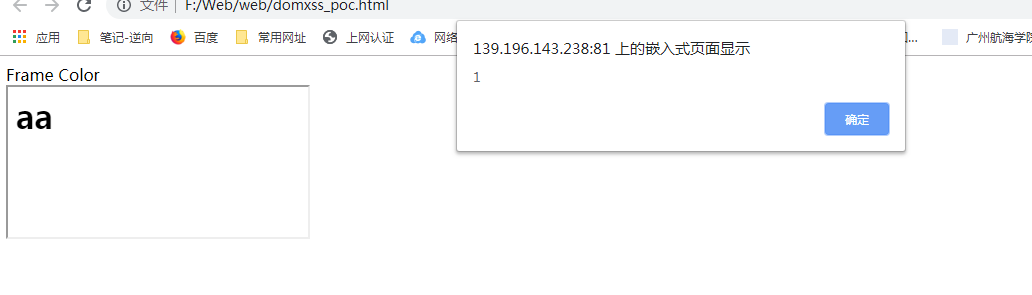 文件 F:/Web/web/domxss_poc.html
应用 笔记-逆向 百度 常用网址 上网认证 网络 ... 广州航海学院
139.196.143.238:81 上的嵌入式页面显示
1
确定
Frame Color
aa